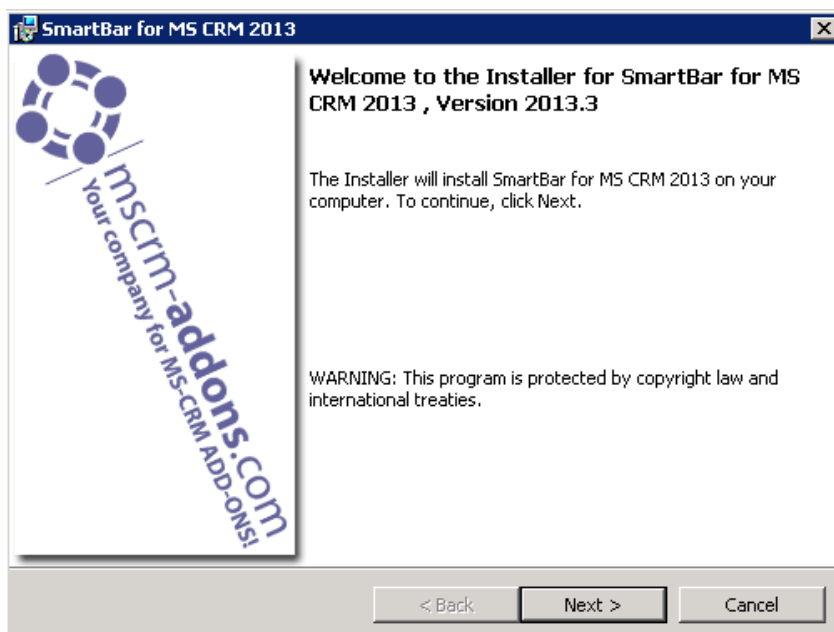 SmartBar for MS CRM 2013
Welcome to the Installer for SmartBar for MS
CRM 2013 , Version 2013.3
The Installer will install SmartBar for MS CRM 2013 on your
computer. To continue, click Next.
WARNING: This program is protected by copyright law and
international treaties.
mscrm-addons.com
Your company for MS-CRM ADD-ONS!
< Back
Next >
Cancel